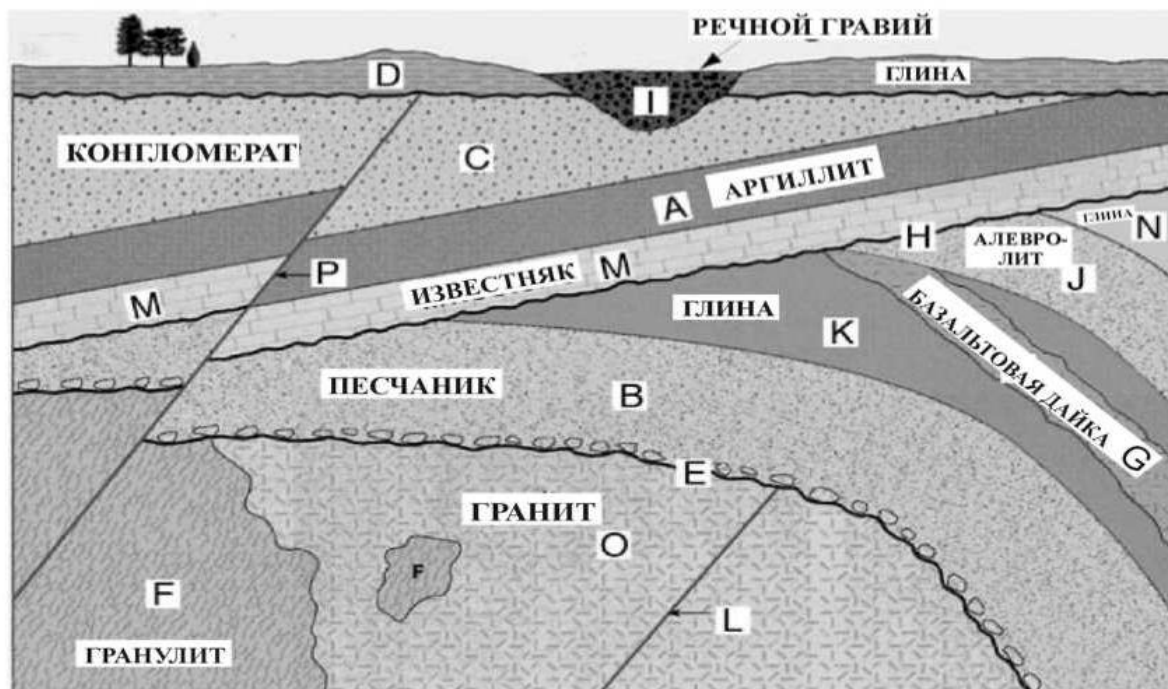 РЕЧНОЙ ГРАВИЙ
D
I
ГЛИНА
КОНГЛОМЕРАТ
C
АРГИЛЛИТ
A
P
M
ИЗВЕСТНЯК
M
H
ГЛИНА
N
АЛЕВРО-
ЛИТ
J
ГЛИНА
K
БАЗАЛЬТОВАЯ ДАЙКА
G
ПЕСЧАНИК
B
E
ГРАНИТ
O
F
F
L
ГРАНУЛИТ